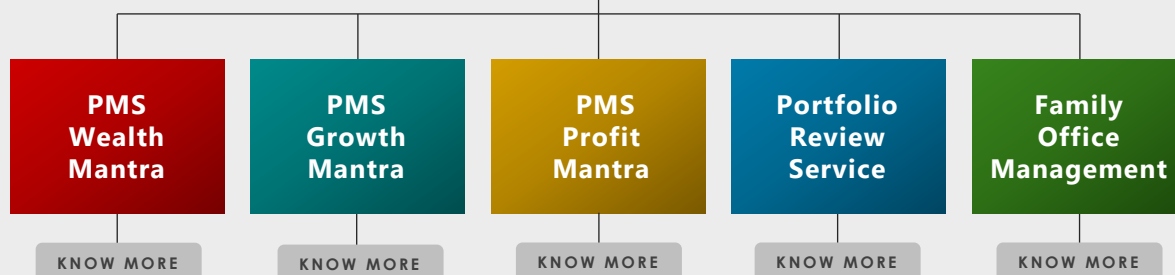 PMS
Wealth
Mantra
PMS
Growth
Mantra
PMS
Profit
Mantra
Portfolio
Review
Service
Family
Office
Management
KNOW MORE
KNOW MORE
KNOW MORE
KNOW MORE
KNOW MORE